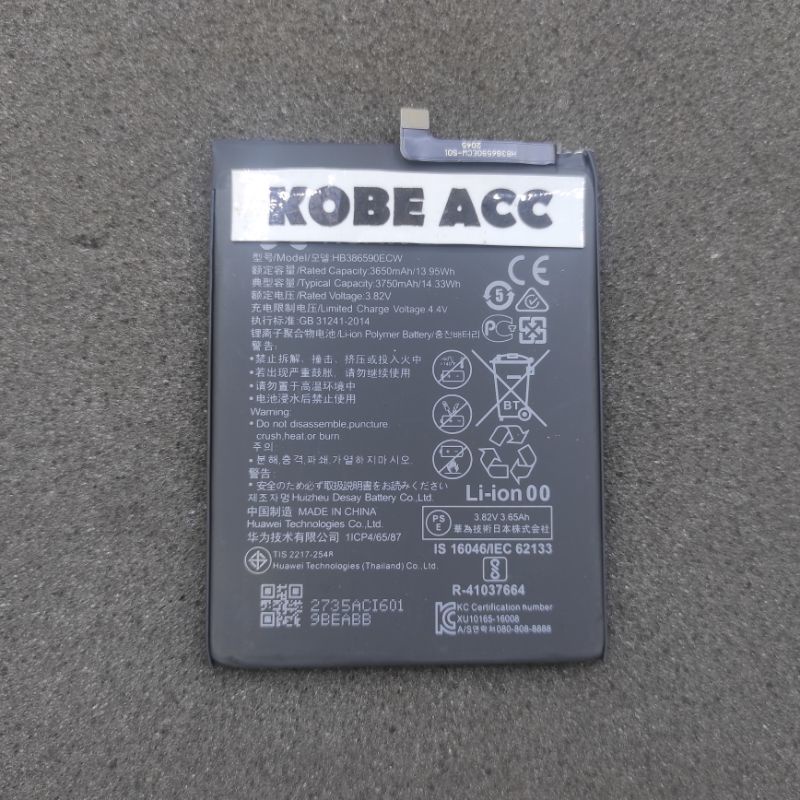 HB386590ECW-S01
2045
KOBE ACC
型号/Model/모델:HB386590ECW
额定容量/Rated Capacity:3650mAh/13.95Wh
典型容量/Typical Capacity:3750mAh/14.33Wh
额定电压/Rated Voltage:3.82V
充电限制电压/Limited Charge Voltage:4.4V
执行标准:GB 31241-2014
锂离子聚合物电池/Li-ion Polymer Battery/충전배터리
警告:
•禁止拆解、撞击、挤压或投入火中
•若出现严重鼓胀、请勿继续使用
•请勿置于高温环境中
•电池浸水后禁止使用
Warning:
• Do not disassemble,puncture
crush,heat,or burn.
주의:
•분해,충격,파쇄,가열하지마시오.
警告:
•安全のため必ず取扱説明書をお読みください
제조자명 Huizheu Desay Battery Co., Ltd.
中国制造 MADE IN CHINA
Huawei Technologies Co., Ltd.
华为技术有限公司 1ICP4/65/87
TIS 2217-2548
Huawei Technologies (Thailand) Co., Ltd.
2735ACI601
9BEABB
CE
5
PC
BT
Li-ion 00
PS
E
3.82V 3.65Ah
華為技術日本株式会社
IS 16046/IEC 62133
R-41037664
KC Certification number
XU10165-16008
A/S연락처:080-808-8888